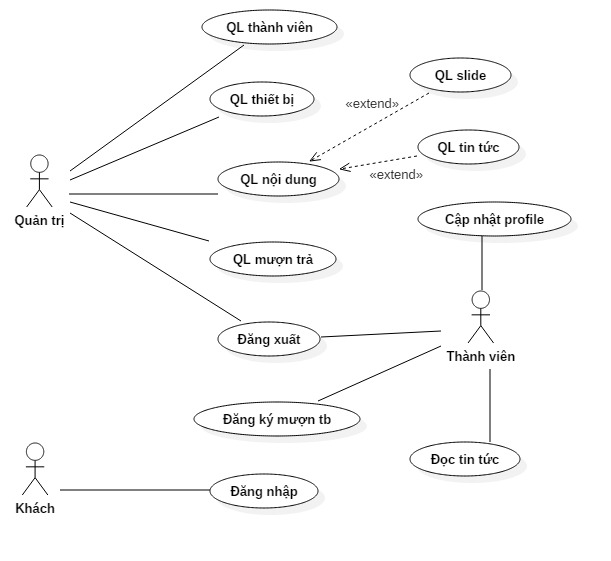 QL thành viên
QL slide
QL thiết bị
«extend»
QL tin tức
«extend»
QL nội dung
Quản trị
Cập nhật profile
QL mượn trả
Đăng xuất
Thành viên
Đăng ký mượn tb
Đọc tin tức
Đăng nhập
Khách